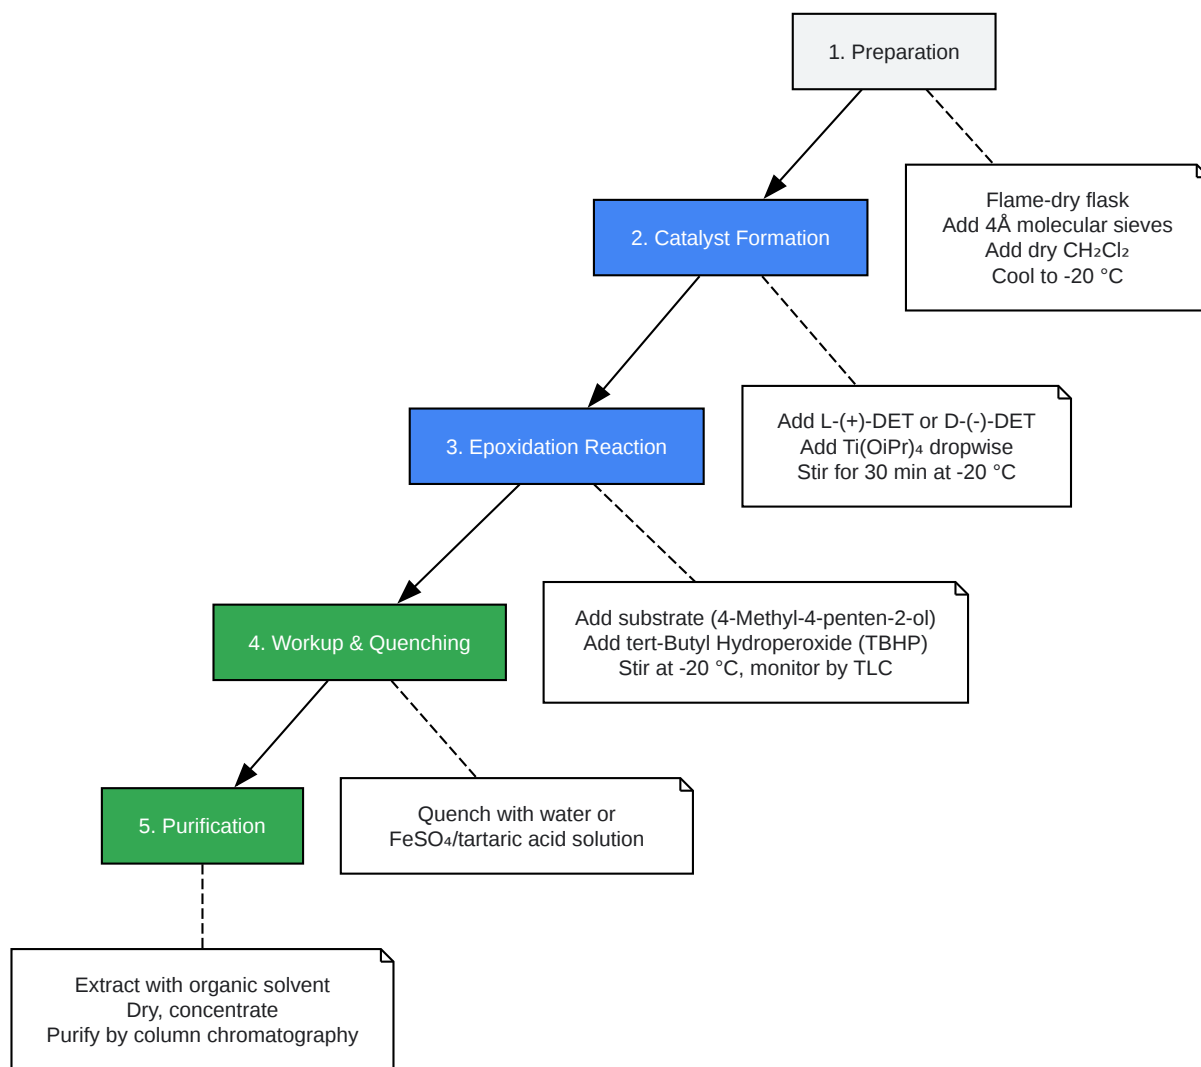 1. Preparation
Flame-dry flask
Add 4Å molecular sieves
Add dry CH₂Cl₂
Cool to -20 °C
2. Catalyst Formation
Add L-(+)-DET or D-(-)-DET
Add Ti(OiPr)₄ dropwise
Stir for 30 min at -20 °C
3. Epoxidation Reaction
Add substrate (4-Methyl-4-penten-2-ol)
Add tert-Butyl Hydroperoxide (TBHP)
Stir at -20 °C, monitor by TLC
4. Workup & Quenching
Quench with water or
FeSO₄/tartaric acid solution
5. Purification
Extract with organic solvent
Dry, concentrate
Purify by column chromatography